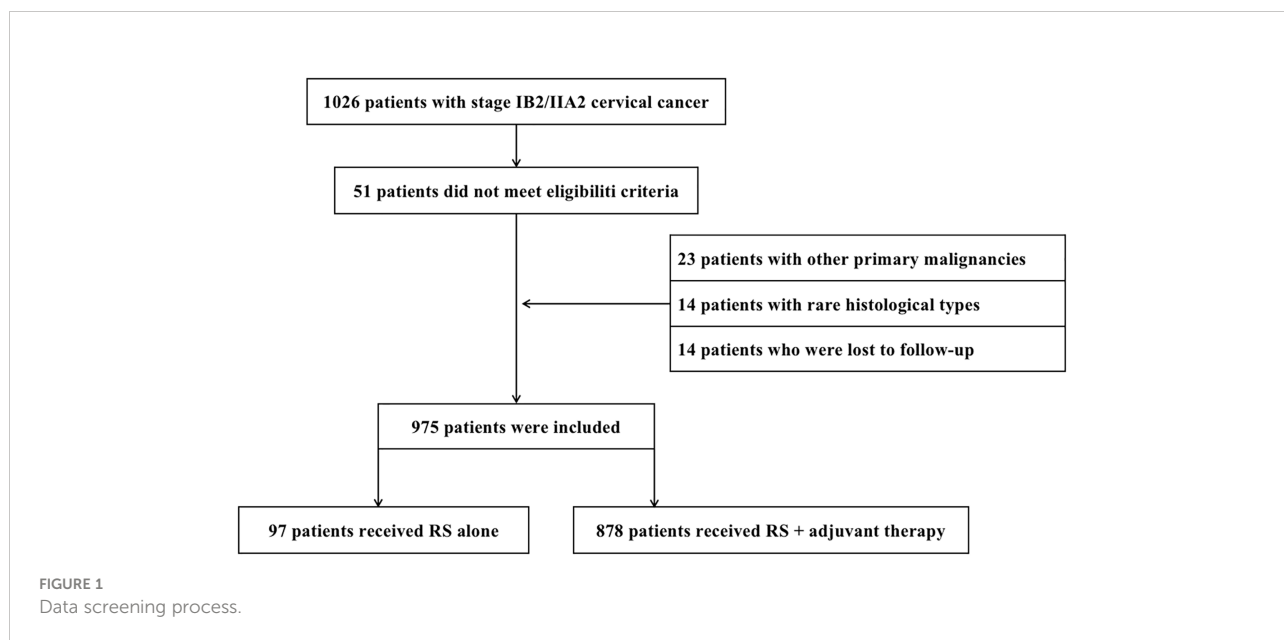 1026 patients with stage IB2/IIA2 cervical cancer
51 patients did not meet eligibiliti criteria
23 patients with other primary malignancies
14 patients with rare histological types
14 patients who were lost to follow-up
975 patients were included
97 patients received RS alone
878 patients received RS + adjuvant therapy
FIGURE 1
Data screening process.